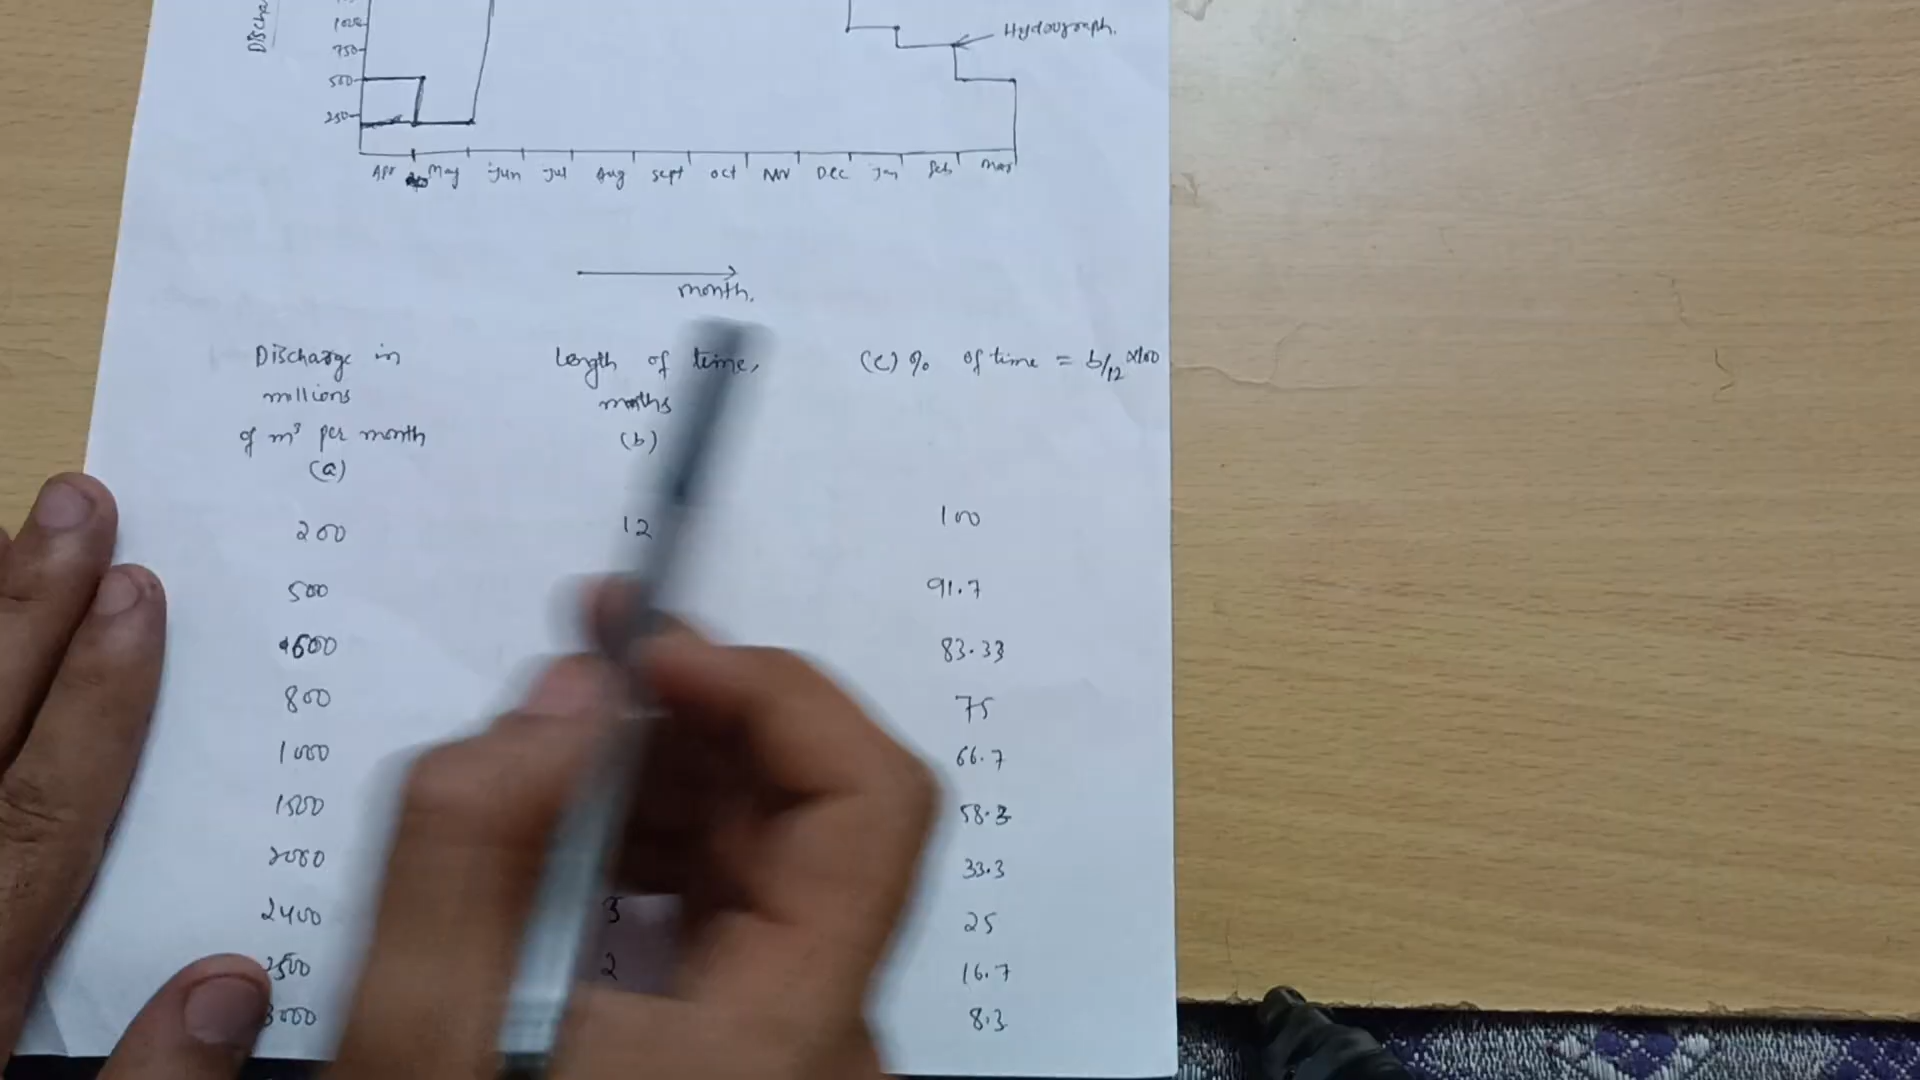 1000
750
500
250
Hydrograph.
Apr May Jun Jul Aug sept oct Nov Dec Jan Feb Mar
month.
Discharge in
millions
of m³ per month
(a)
Length of time,
months
(b)
(c) % of time = b/12 x100
200 12 100
500 91.7
600 83.33
800 75
1000 66.7
1500 58.3
2000 33.3
2400 3 25
2500 2 16.7
3000 8.3